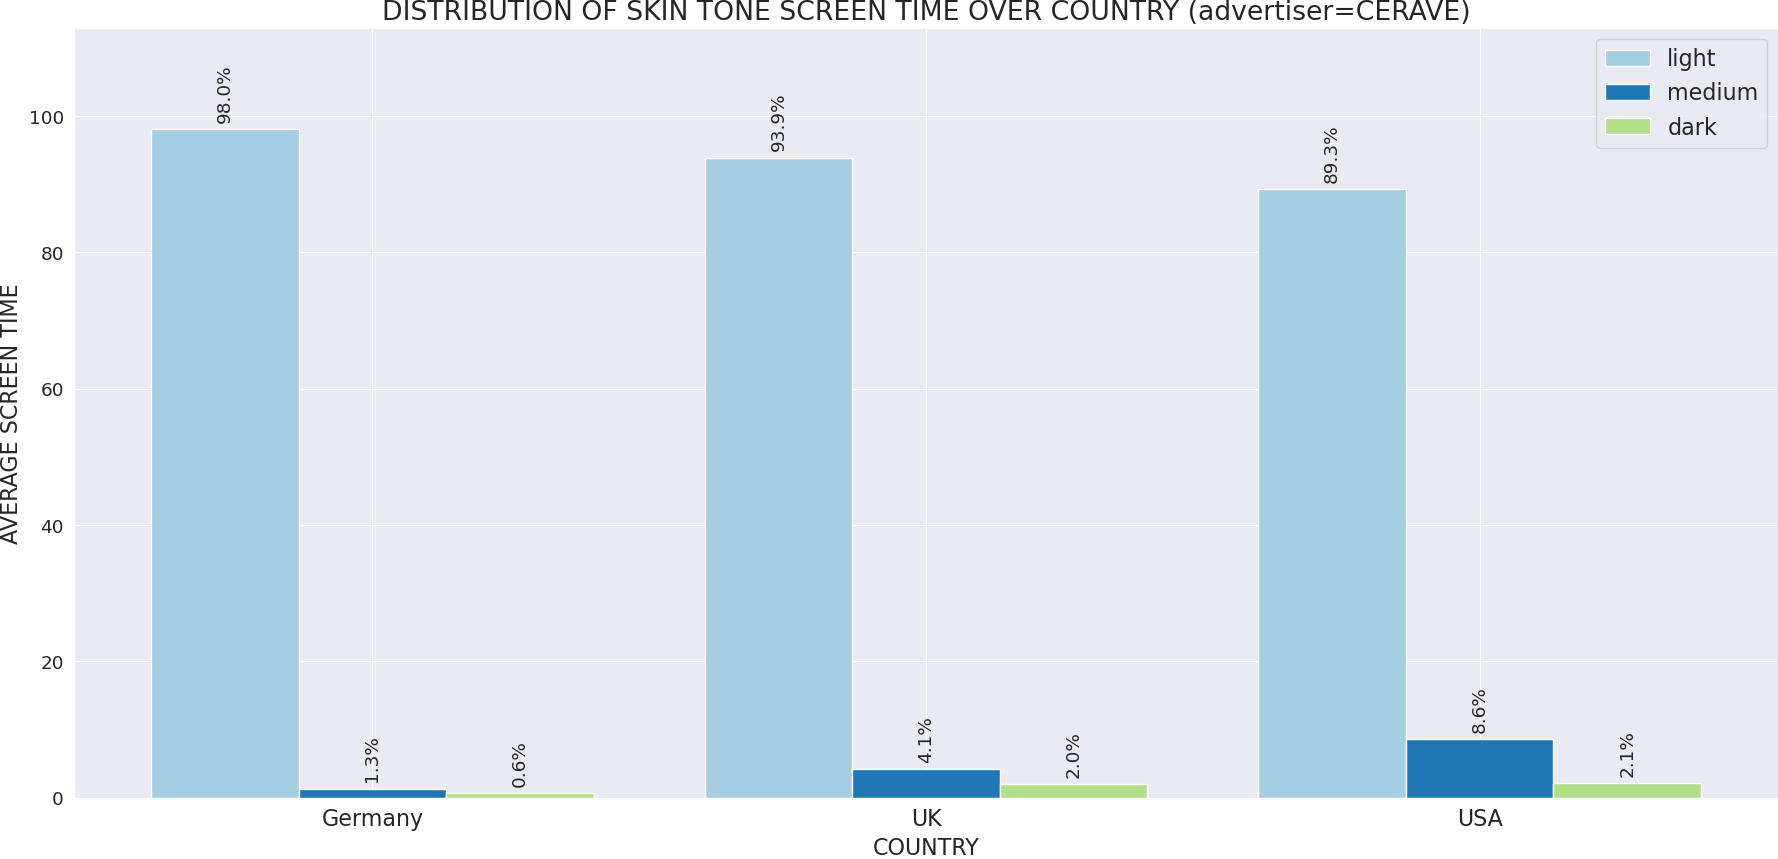 DISTRIBUTION OF SKIN TONE SCREEN TIME OVER COUNTRY (advertiser=CERAVE)
light
medium
dark
AVERAGE SCREEN TIME
100
80
60
40
20
0
98.0%
1.3%
0.6%
93.9%
4.1%
2.0%
89.3%
8.6%
2.1%
Germany
UK
USA
COUNTRY